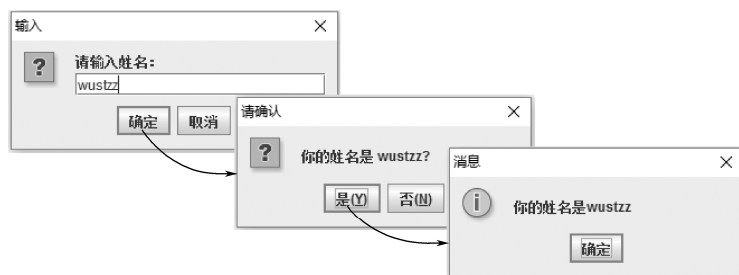 输入
请输入姓名:
wustzz
确定 取消
请确认
你的姓名是 wustzz?
是(Y) 否(N)
消息
你的姓名是wustzz
确定